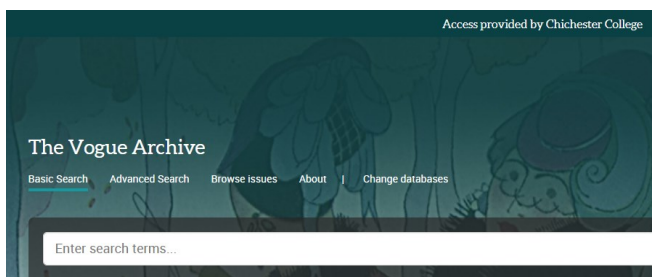 Access provided by Chichester College
The Vogue Archive
Basic Search Advanced Search Browse issues About | Change databases
Enter search terms...